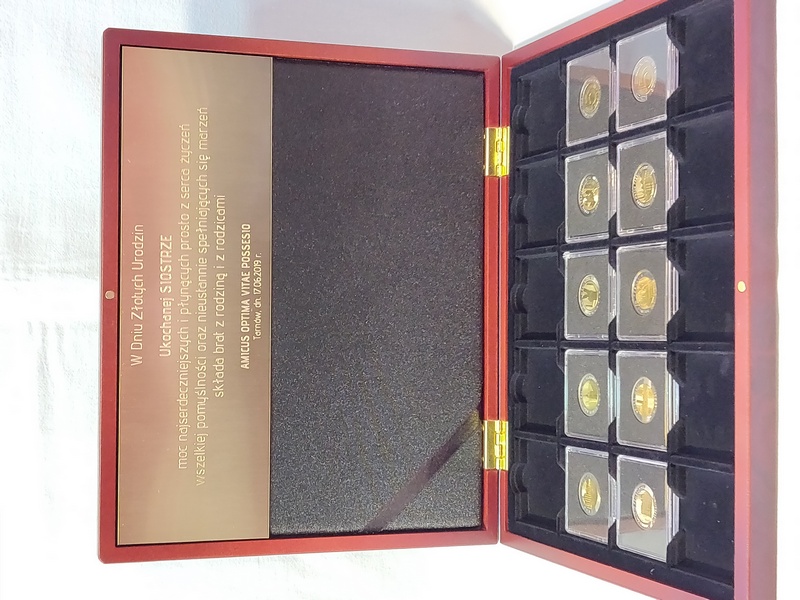 W Dniu Złotych Urodzin
Ukochanej SIOSTRZE
moc najserdeczniejszych i płynących prosto z serca życzeń
wszelkiej pomyślności oraz nieustannie spełniających się marzeń
składa brat z rodziną i z rodzicami
AMICUS OPTIMA VITAE POSSESIO
Tarnów, dn. 17.06.2019 r.